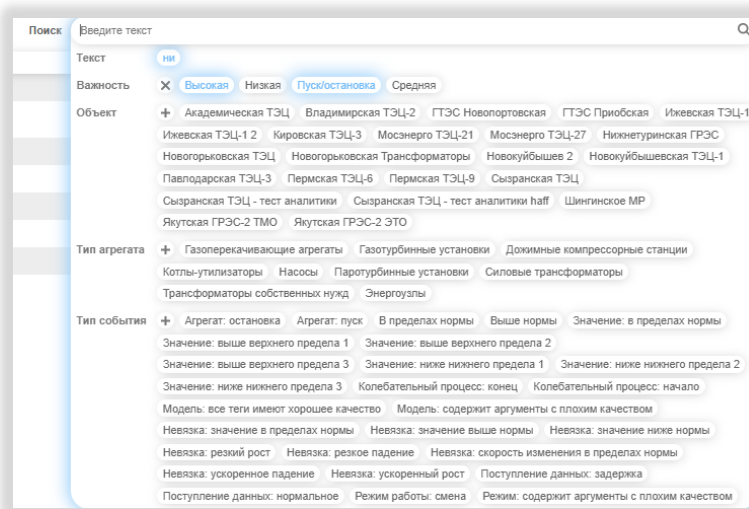 Поиск Введите текст
Текст ни
Важность Высокая Низкая Пуск/остановка Средняя
Объект + Академическая ТЭЦ Владимирская ТЭЦ-2 ГТЭС Новопортовская ГТЭС Приобская Ижевская ТЭЦ-1
Ижевская ТЭЦ-1 2 Кировская ТЭЦ-3 Мосэнерго ТЭЦ-21 Мосэнерго ТЭЦ-27 Нижнетуринская ГРЭС
Новогорьковская ТЭЦ Новогорьковская Трансформаторы Новокуйбышев 2 Новокуйбышевская ТЭЦ-1
Павлодарская ТЭЦ-3 Пермская ТЭЦ-6 Пермская ТЭЦ-9 Сызранская ТЭЦ
Сызранская ТЭЦ - тест аналитики Сызранская ТЭЦ - тест аналитики haff Шингинское МР
Якутская ГРЭС-2 ТМО Якутская ГРЭС-2 ЭТО
Тип агрегата + Газоперекачивающие агрегаты Газотурбинные установки Дожимные компрессорные станции
Котлы-утилизаторы Насосы Паротурбинные установки Силовые трансформаторы
Трансформаторы собственных нужд Энергоузлы
Тип события + Агрегат: остановка Агрегат: пуск В пределах нормы Выше нормы Значение: в пределах нормы
Значение: выше верхнего предела 1 Значение: выше верхнего предела 2
Значение: выше верхнего предела 3 Значение: ниже нижнего предела 1 Значение: ниже нижнего предела 2
Значение: ниже нижнего предела 3 Колебательный процесс: конец Колебательный процесс: начало
Модель: все теги имеют хорошее качество Модель: содержит аргументы с плохим качеством
Невязка: значение в пределах нормы Невязка: значение выше нормы Невязка: значение ниже нормы
Невязка: резкий рост Невязка: резкое падение Невязка: скорость изменения в пределах нормы
Невязка: ускоренное падение Невязка: ускоренный рост Поступление данных: задержка
Поступление данных: нормальное Режим работы: смена Режим: содержит аргументы с плохим качеством